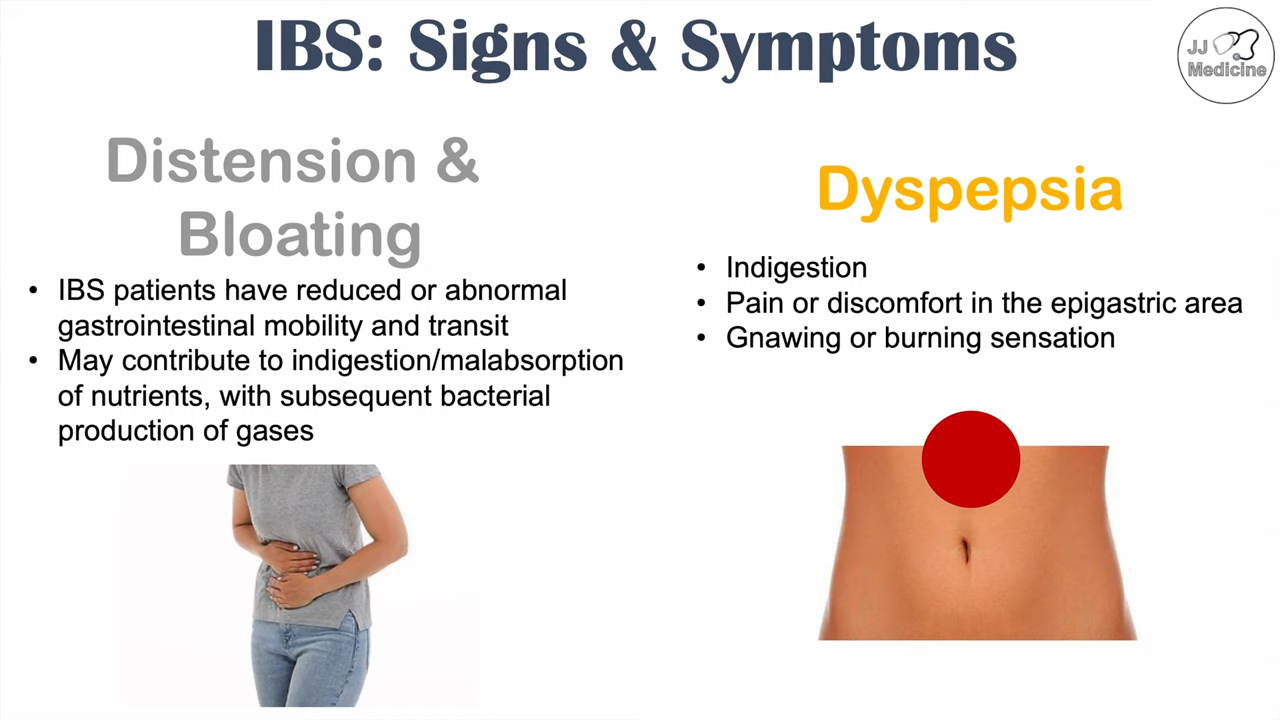 IBS: Signs & Symptoms
JJ
Medicine
Distension &
Bloating
• IBS patients have reduced or abnormal
gastrointestinal mobility and transit
• May contribute to indigestion/malabsorption
of nutrients, with subsequent bacterial
production of gases
Dyspepsia
• Indigestion
• Pain or discomfort in the epigastric area
• Gnawing or burning sensation